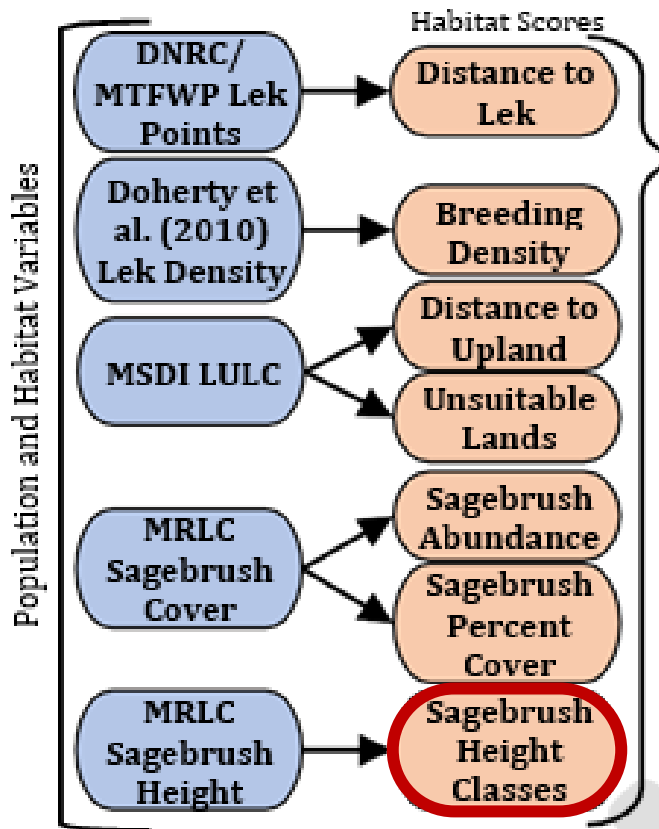 Habitat Scores
Population and Habitat Variables
DNRC/
MTFWP Lek
Points
Distance to
Lek
Doherty et
al. (2010)
Lek Density
Breeding
Density
MSDI LULC
Distance to
Upland
Unsuitable
Lands
MRLC
Sagebrush
Cover
Sagebrush
Abundance
Sagebrush
Percent
Cover
MRLC
Sagebrush
Height
Sagebrush
Height
Classes